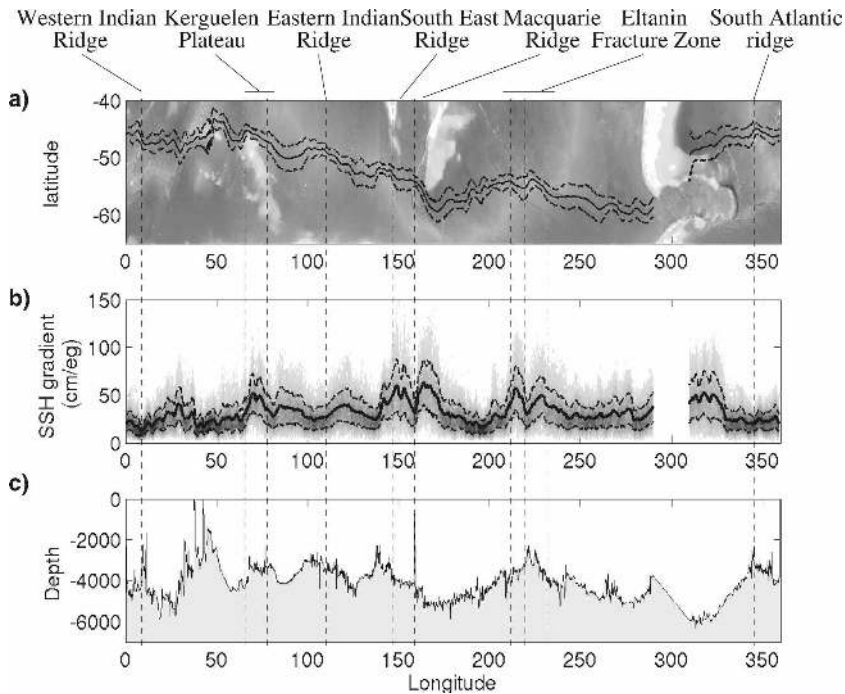 Western Indian Ridge
Kerguelen Plateau
Eastern Indian Ridge
South East Ridge
Macquarie Ridge
Eltanin Fracture Zone
South Atlantic ridge
a)
-40
-50
-60
latitude
0 50 100 150 200 250 300 350
b)
150
100
50
0
SSH gradient
(cm/eg)
0 50 100 150 200 250 300 350
c)
0
-2000
-4000
-6000
Depth
0 50 100 150 200 250 300 350
Longitude